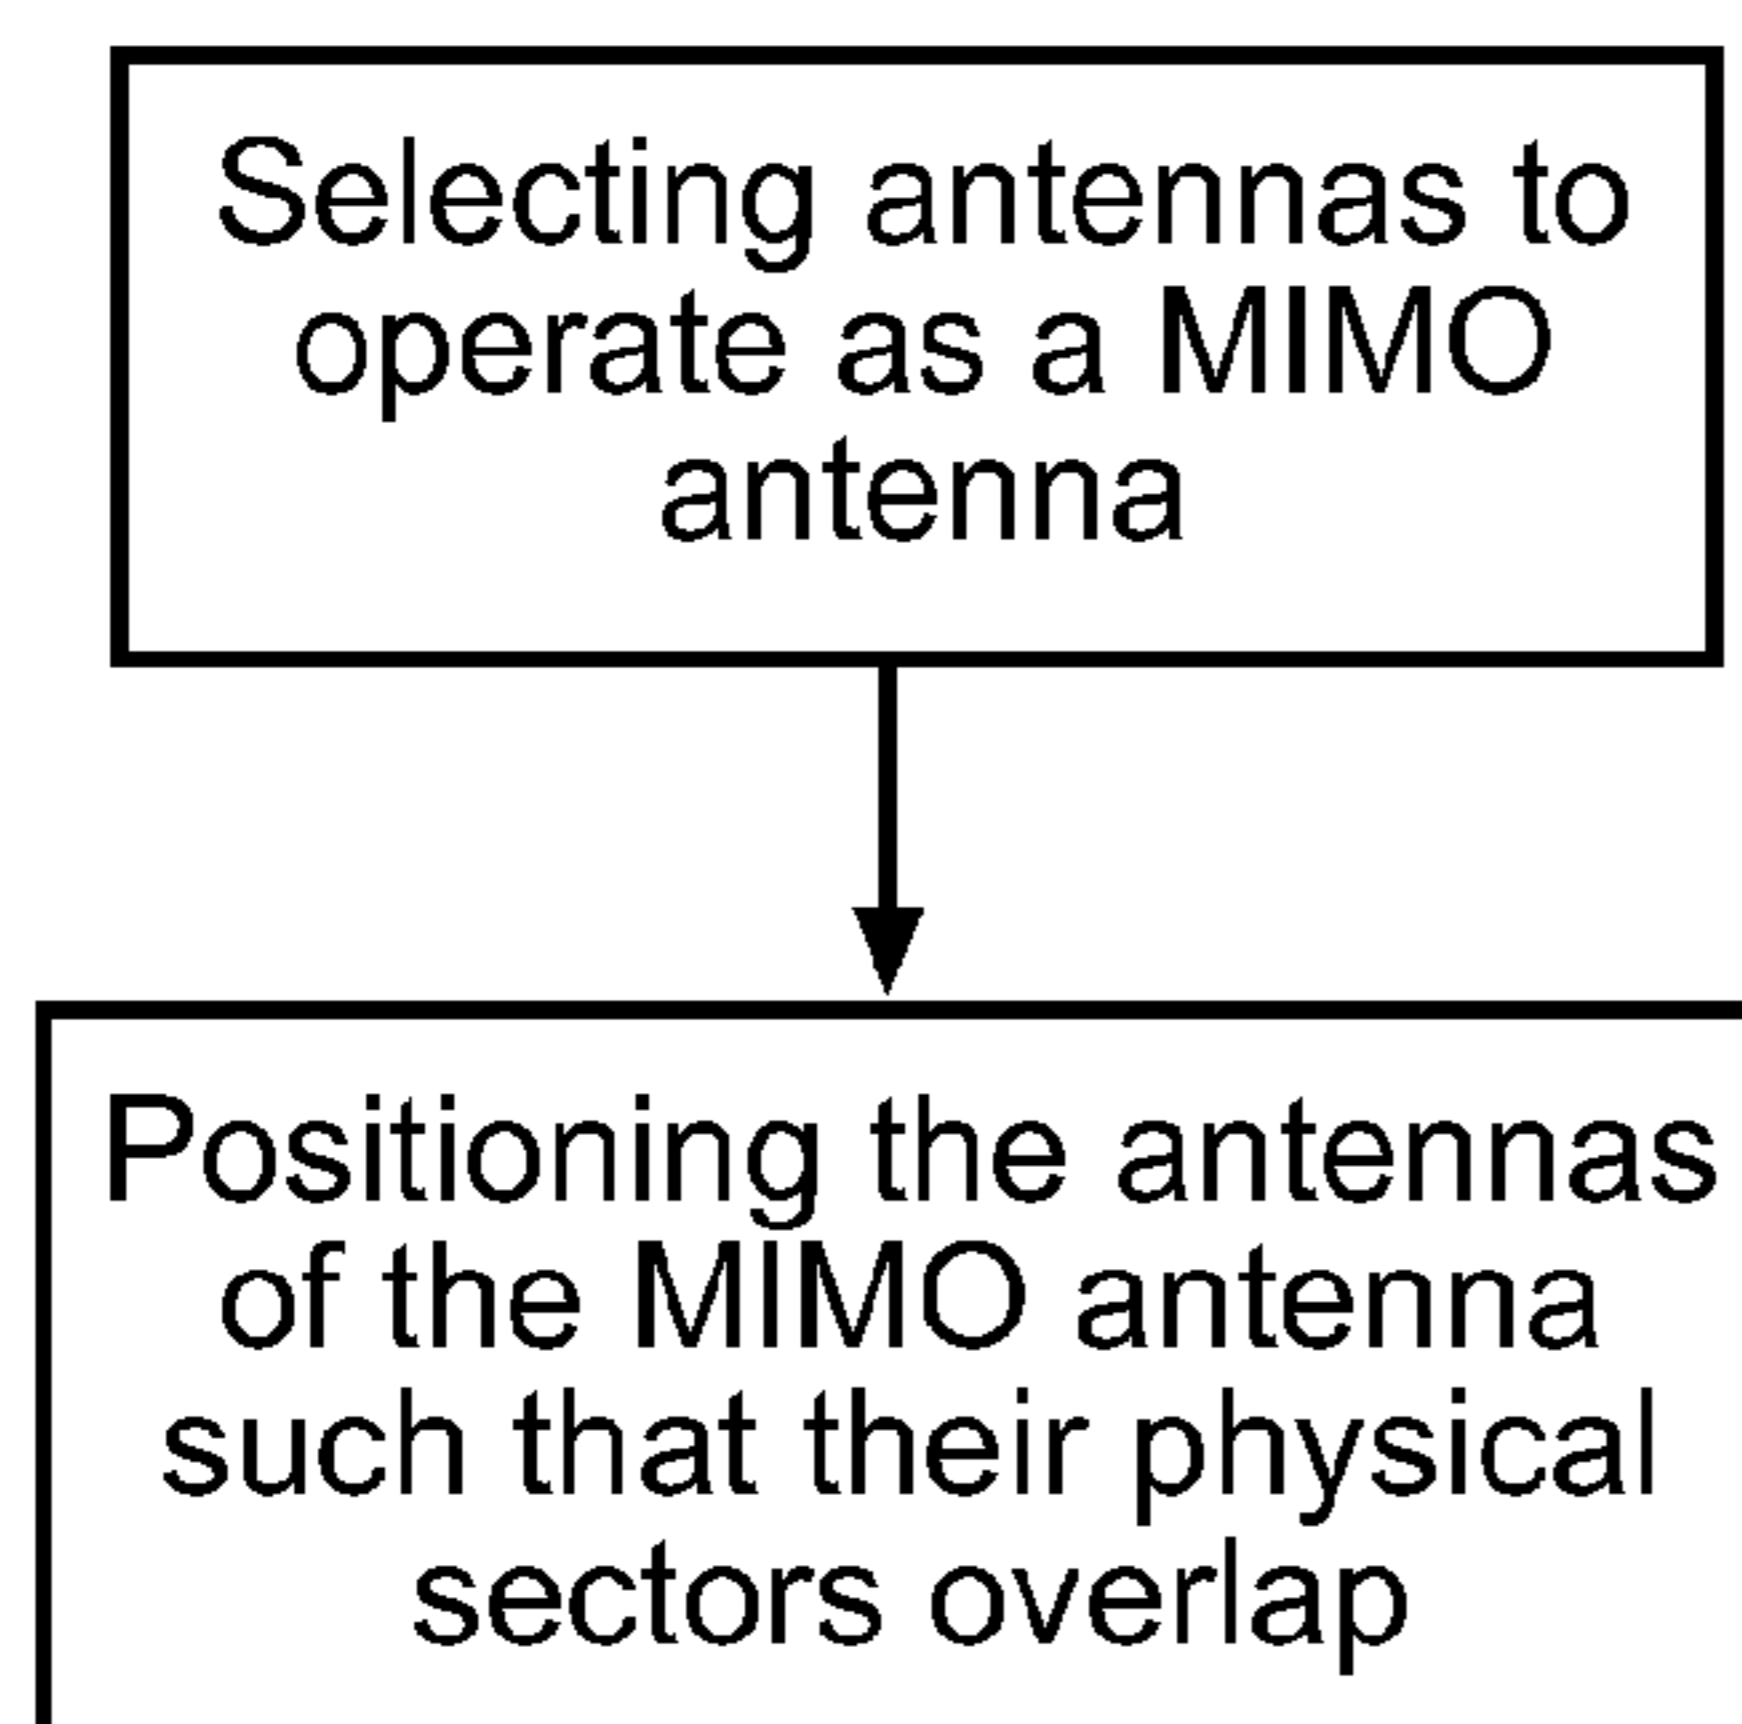 Selecting antennas to
operate as a MIMO
antenna
Positioning the antennas
of the MIMO antenna
such that their physical
sectors overlap